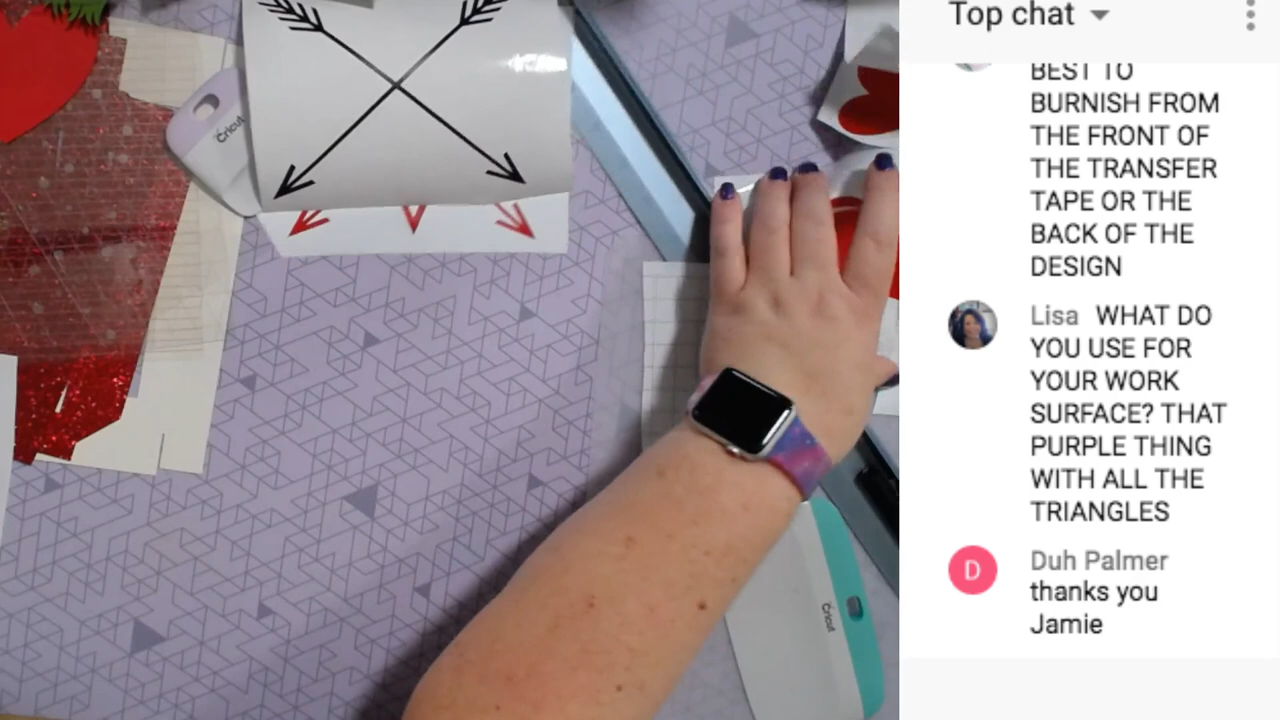 Top chat
BEST TO
BURNISH FROM
THE FRONT OF
THE TRANSFER
TAPE OR THE
BACK OF THE
DESIGN
Lisa WHAT DO
YOU USE FOR
YOUR WORK
SURFACE? THAT
PURPLE THING
WITH ALL THE
TRIANGLES
D Duh Palmer
thanks you
Jamie
Cricut
Cricut